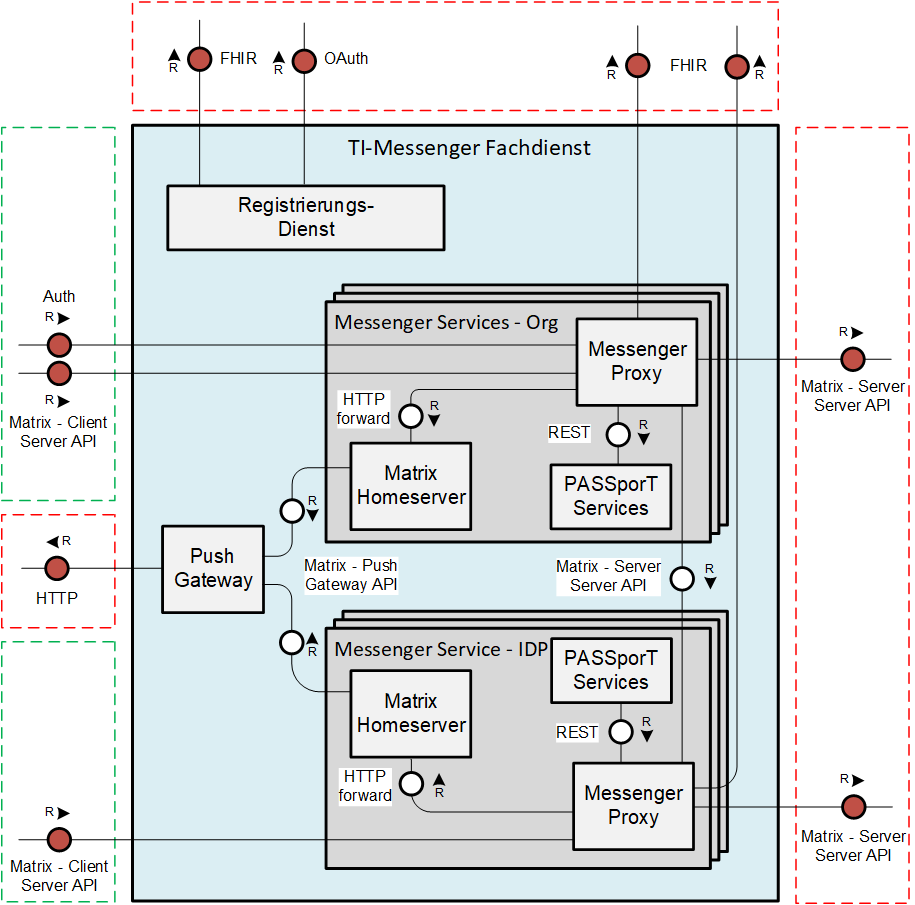 R
FHIR
R
OAuth
R
FHIR
R
TI-Messenger Fachdienst
Registrierungs-
Dienst
Auth
R
R
Matrix - Client
Server API
Messenger Services - Org
Messenger
Proxy
R
Matrix - Server
Server API
HTTP
forward
R
REST
R
Matrix
Homeserver
PASSporT
Services
R
R
HTTP
Push
Gateway
Matrix - Push
Gateway API
Matrix - Server
Server API
R
R
Messenger Service - IDP
PASSporT
Services
Matrix
Homeserver
REST
R
HTTP
forward
R
Messenger
Proxy
R
Matrix - Client
Server API
R
Matrix - Server
Server API